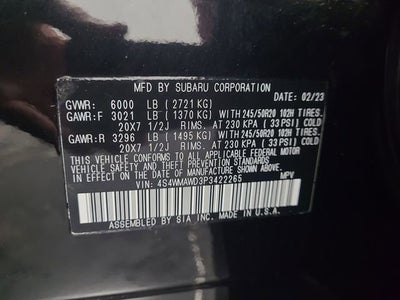 MFD BY SUBARU CORPORATION
DATE: 02/23
GVWR: 6000 LB (2721 KG)
GAWR:F 3021 LB (1370 KG) WITH 245/50R20 102H TIRES,
20X7 1/2J RIMS, AT 230 KPA (33 PSI) COLD
GAWR:R 3296 LB (1495 KG) WITH 245/50R20 102H TIRES,
20X7 1/2J RIMS, AT 230 KPA (33 PSI) COLD
THIS VEHICLE CONFORMS TO ALL APPLICABLE FEDERAL MOTOR
VEHICLE SAFETY AND THEFT PREVENTION STANDARDS
IN EFFECT ON THE DATE OF MANUFACTURE SHOWN ABOVE.
VIN: 4S4WMAWD3P3422265 MPV
ASSEMBLED BY SIA INC. MADE IN U.S.A.